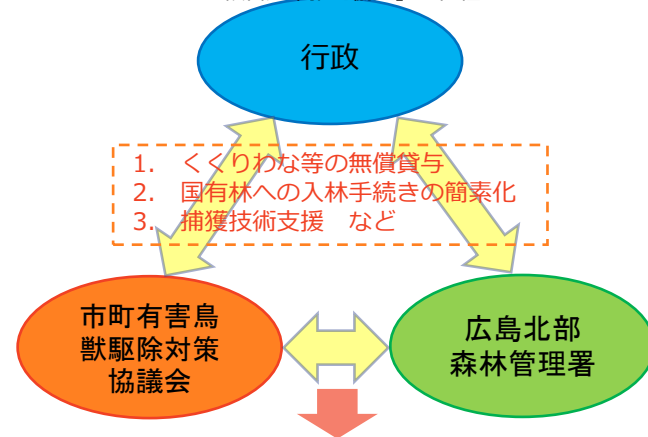 行政
1. くくりわな等の無償貸与
2. 国有林への入林手続きの簡素化
3. 捕獲技術支援 など
市町有害鳥
獣駆除対策
協議会
広島北部
森林管理署